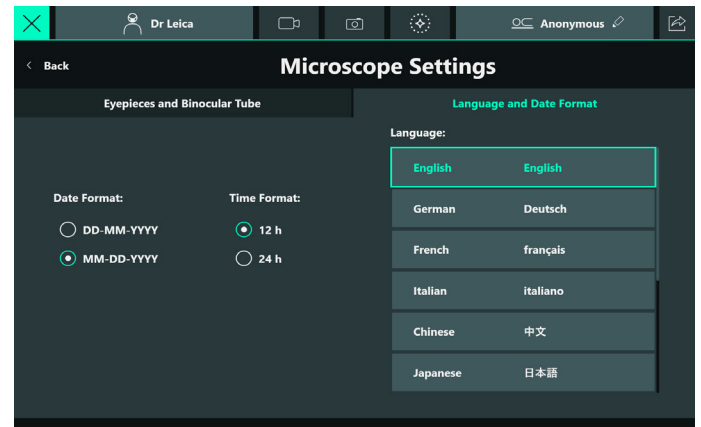 Dr Leica
Anonymous
Back
Microscope Settings
Eyepieces and Binocular Tube
Language and Date Format
Language:
English English
German Deutsch
French français
Italian italiano
Chinese 中文
Japanese 日本語
Date Format:
DD-MM-YYYY
MM-DD-YYYY
Time Format:
12 h
24 h